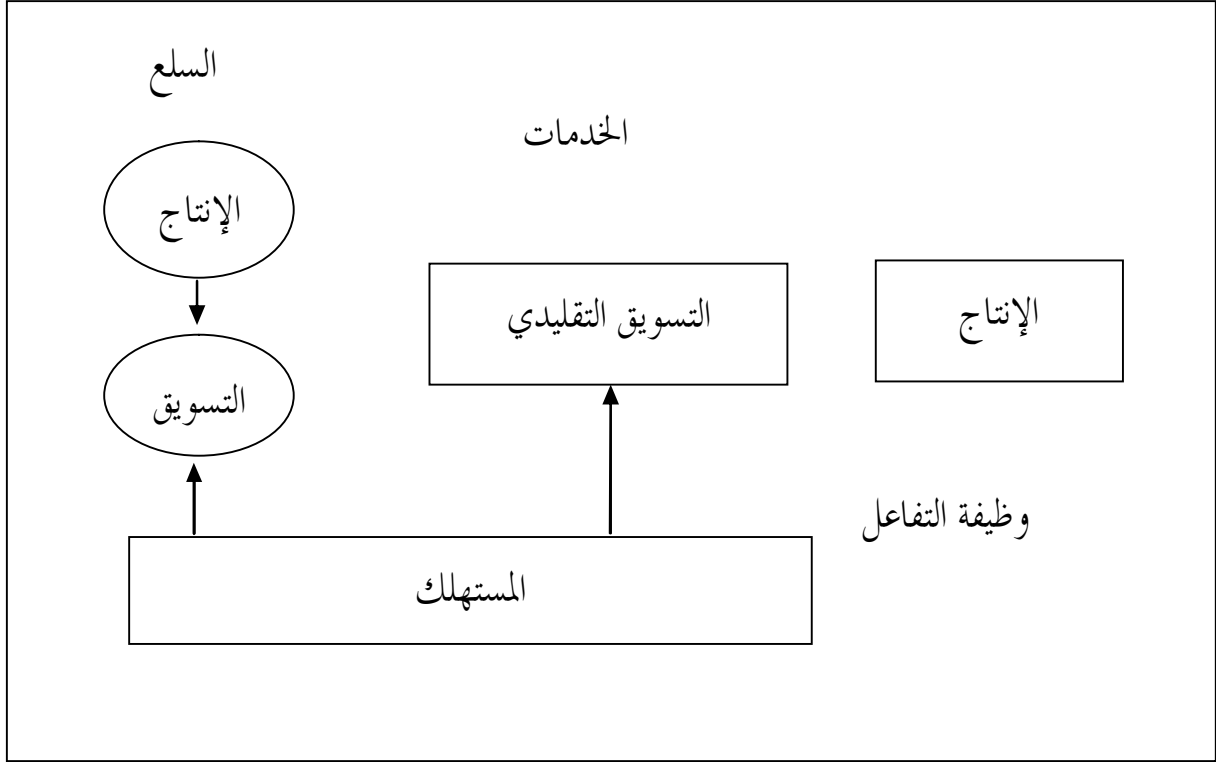 السلع
الخدمات
الإنتاج
التسويق التقليدي
الإنتاج
التسويق
وظيفة التفاعل
المستهلك